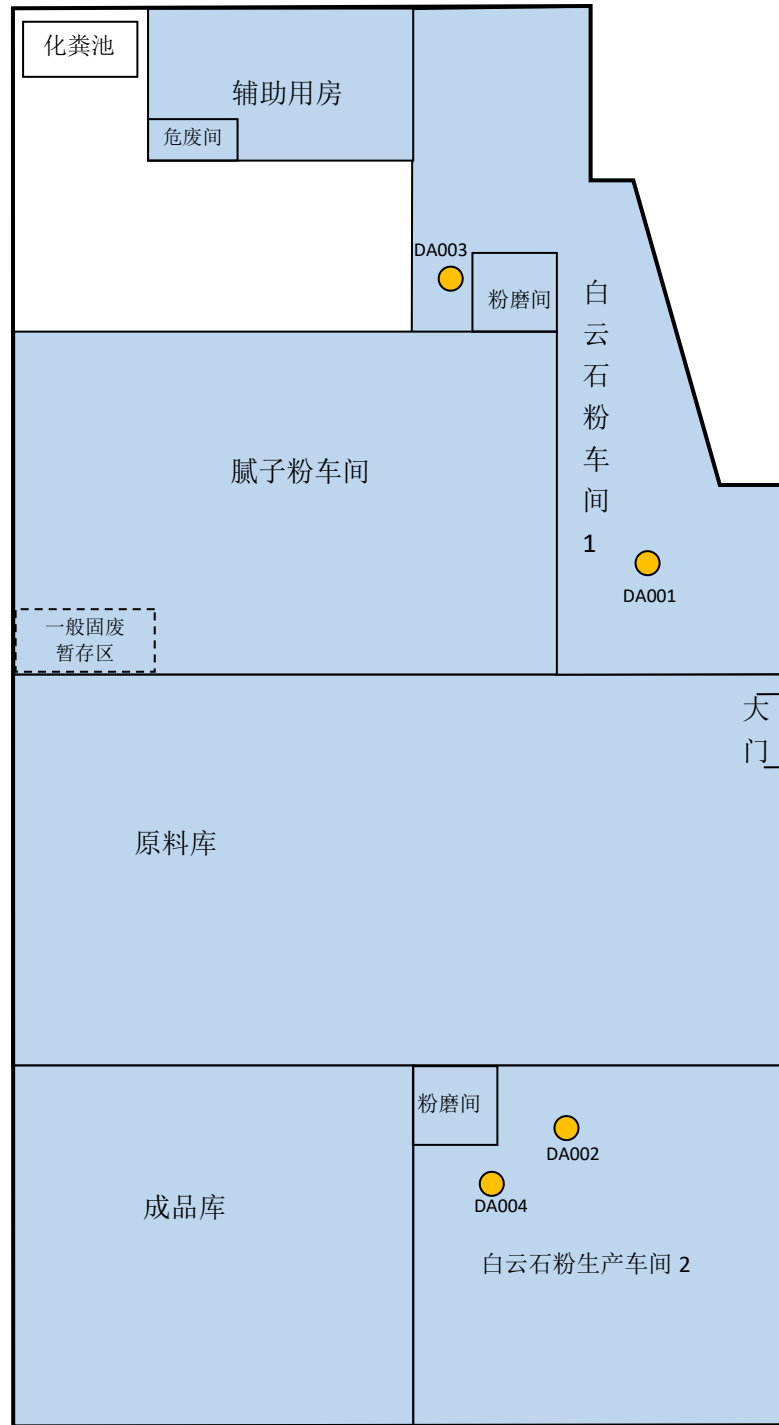 化粪池
辅助用房
危废间
DA003
粉磨间
白云石粉车间1
腻子粉车间
DA001
一般固废
暂存区
大门
原料库
粉磨间
DA002
DA004
成品库
白云石粉生产车间 2